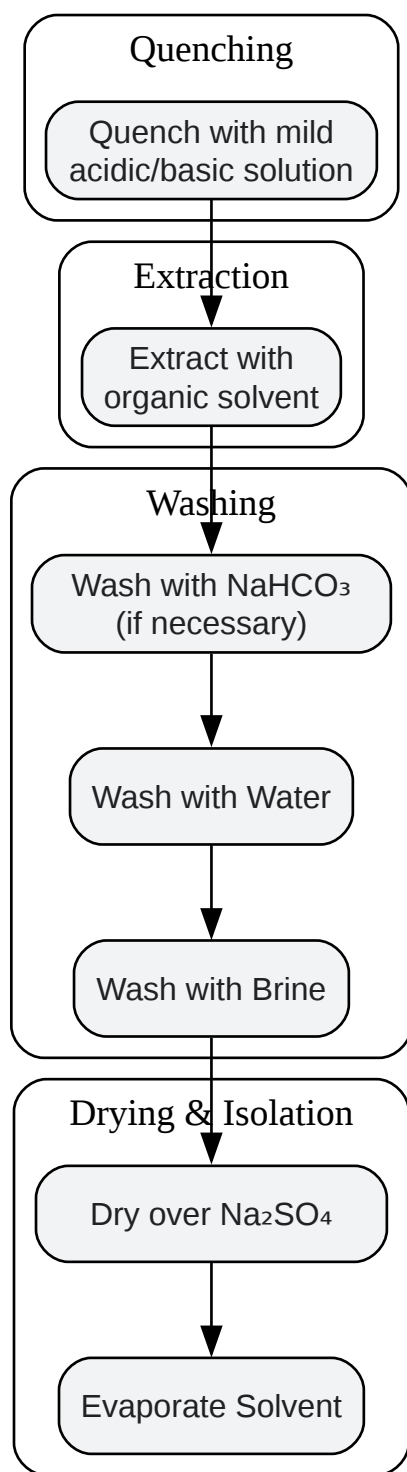 Quenching
Quench with mild
acidic/basic solution
Extraction
Extract with
organic solvent
Washing
Wash with NaHCO₃
(if necessary)
Wash with Water
Wash with Brine
Drying & Isolation
Dry over Na₂SO₄
Evaporate Solvent